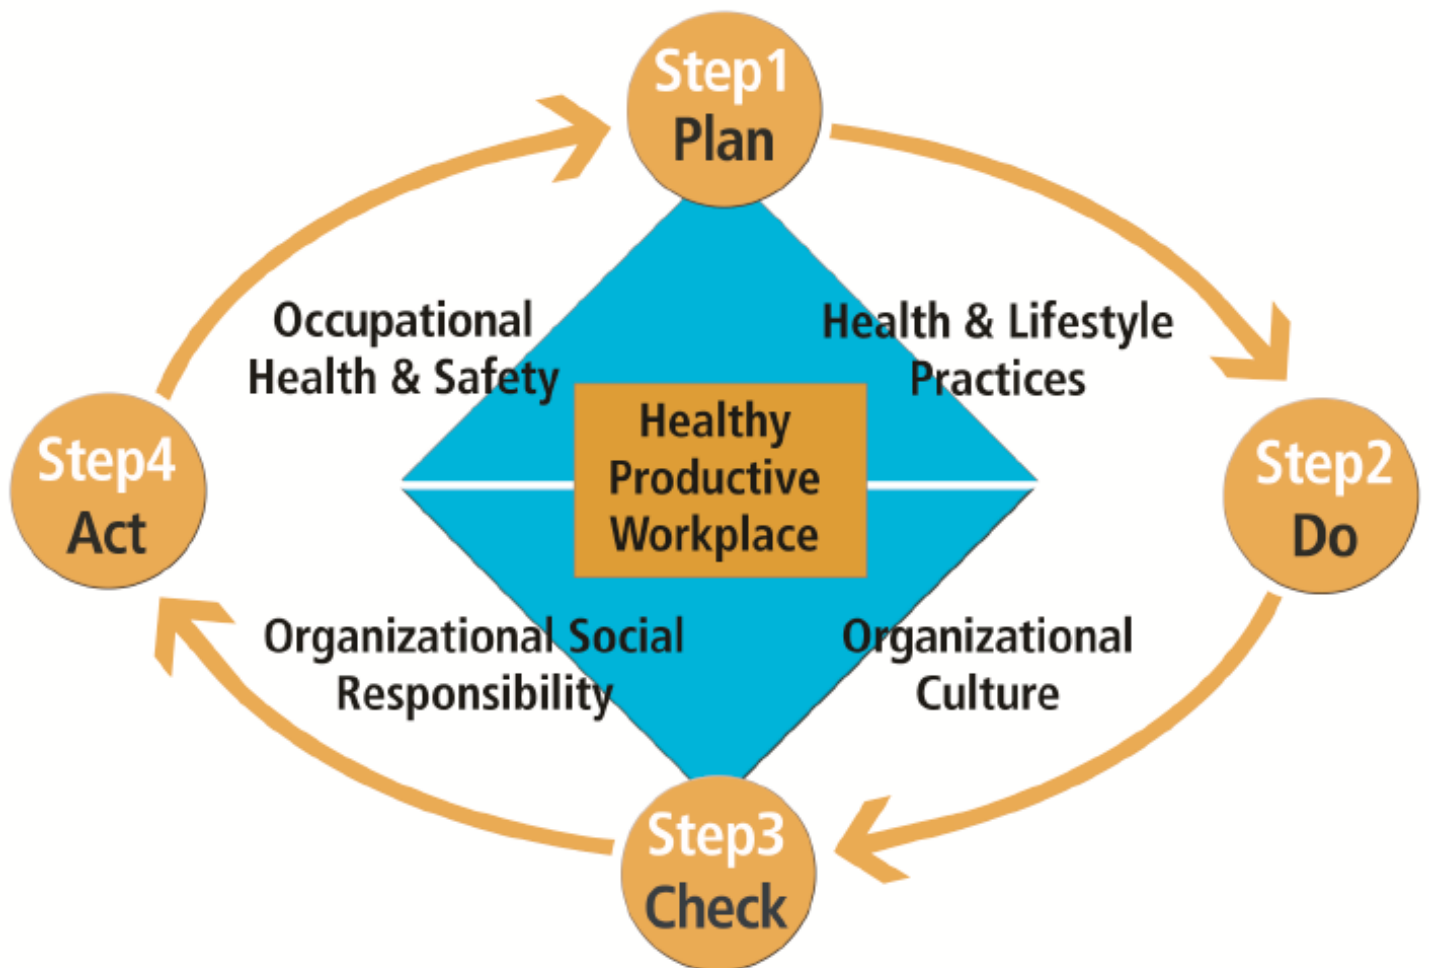 Step1
Plan
Occupational
Health & Safety
Health & Lifestyle
Practices
Healthy
Productive
Workplace
Step4
Act
Step2
Do
Organizational Social
Responsibility
Organizational
Culture
Step3
Check